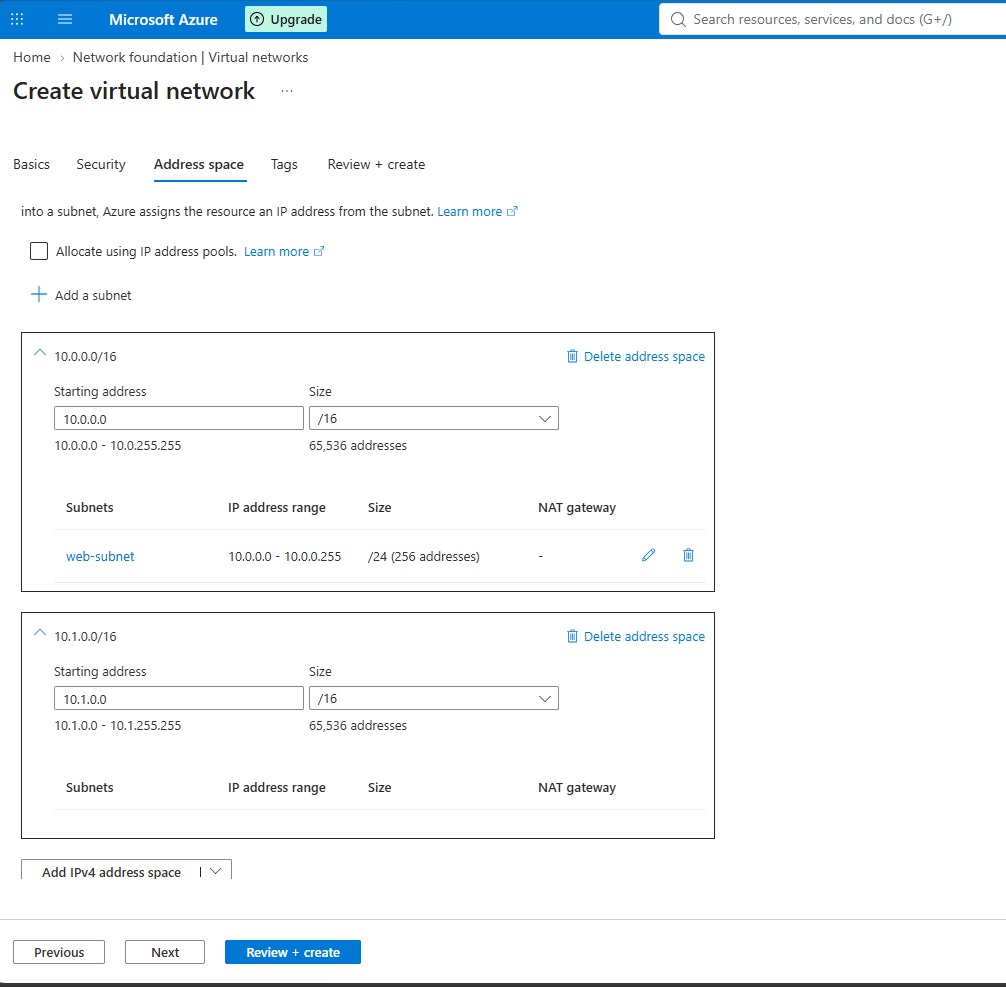 Microsoft Azure Upgrade Search resources, services, and docs (G+/)
Home > Network foundation | Virtual networks
Create virtual network ...
Basics Security Address space Tags Review + create
into a subnet, Azure assigns the resource an IP address from the subnet. Learn more
Allocate using IP address pools. Learn more
+ Add a subnet
10.0.0.0/16 Delete address space
Starting address Size
10.0.0.0 /16
10.0.0.0 - 10.0.255.255 65,536 addresses
Subnets IP address range Size NAT gateway
web-subnet 10.0.0.0 - 10.0.0.255 /24 (256 addresses) -
10.1.0.0/16 Delete address space
Starting address Size
10.1.0.0 /16
10.1.0.0 - 10.1.255.255 65,536 addresses
Subnets IP address range Size NAT gateway
Add IPv4 address space |
Previous Next Review + create